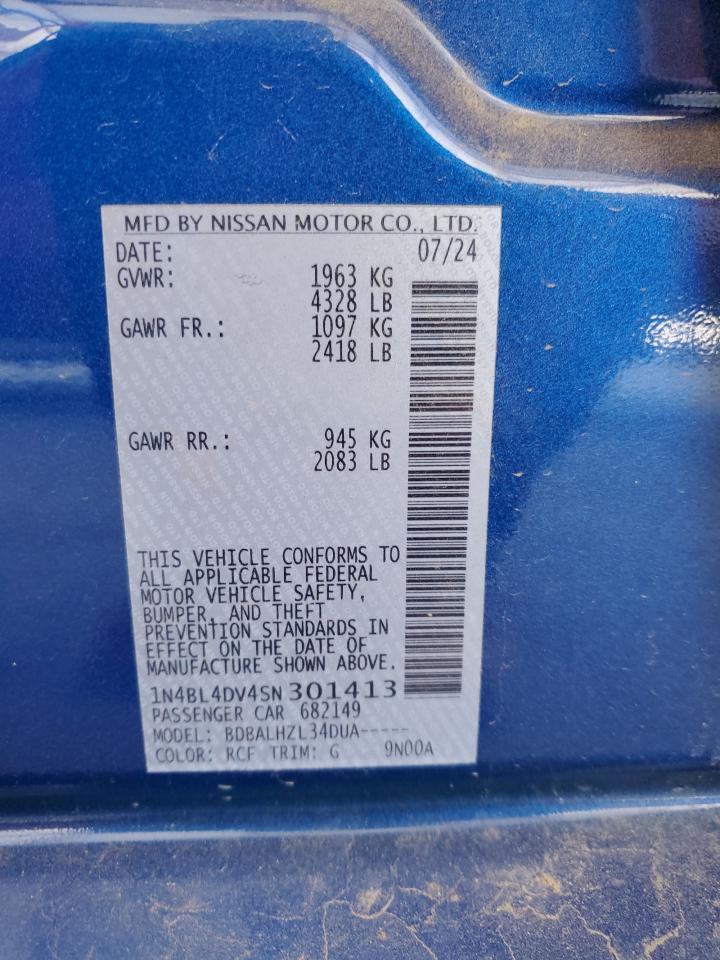 MFD BY NISSAN MOTOR CO., LTD.
DATE: 07/24
GVWR: 1963 KG
4328 LB
GAWR FR.: 1097 KG
2418 LB
GAWR RR.: 945 KG
2083 LB
THIS VEHICLE CONFORMS TO
ALL APPLICABLE FEDERAL
MOTOR VEHICLE SAFETY,
BUMPER, AND THEFT
PREVENTION STANDARDS IN
EFFECT ON THE DATE OF
MANUFACTURE SHOWN ABOVE.
1N4BL4DV4SN301413
PASSENGER CAR 682149
MODEL: BDBALHZL34DUA-----
COLOR: RCF TRIM: G 9N00A